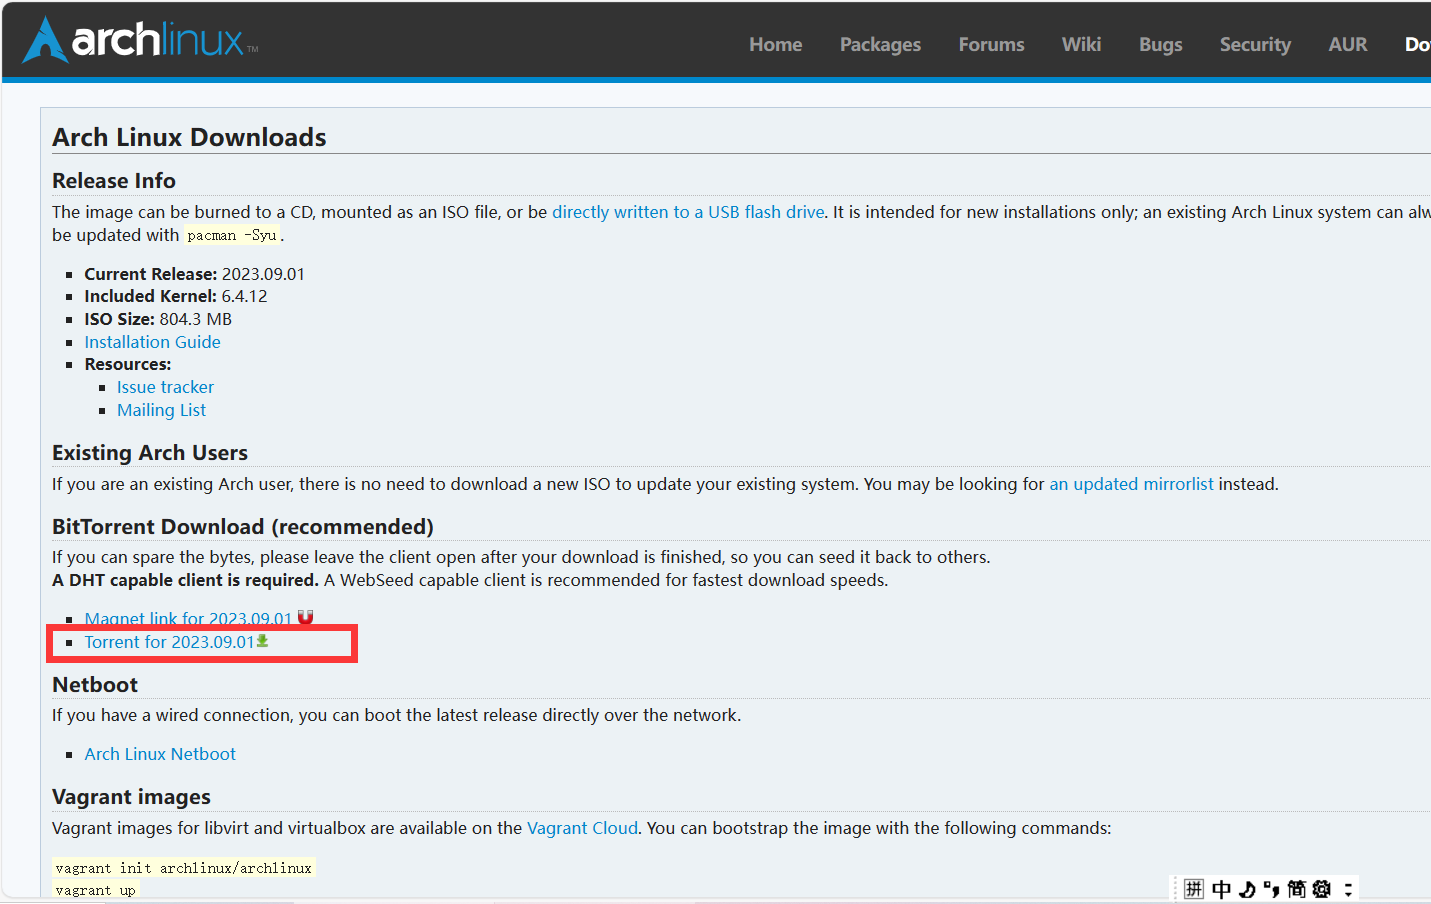 archlinux™
Home Packages Forums Wiki Bugs Security AUR Do
Arch Linux Downloads
Release Info
The image can be burned to a CD, mounted as an ISO file, or be directly written to a USB flash drive. It is intended for new installations only; an existing Arch Linux system can alw
be updated with pacman -Syu.
Current Release: 2023.09.01
Included Kernel: 6.4.12
ISO Size: 804.3 MB
Installation Guide
Resources:
Issue tracker
Mailing List
Existing Arch Users
If you are an existing Arch user, there is no need to download a new ISO to update your existing system. You may be looking for an updated mirrorlist instead.
BitTorrent Download (recommended)
If you can spare the bytes, please leave the client open after your download is finished, so you can seed it back to others.
A DHT capable client is required. A WebSeed capable client is recommended for fastest download speeds.
Magnet link for 2023.09.01
Torrent for 2023.09.01
Netboot
If you have a wired connection, you can boot the latest release directly over the network.
Arch Linux Netboot
Vagrant images
Vagrant images for libvirt and virtualbox are available on the Vagrant Cloud. You can bootstrap the image with the following commands:
vagrant init archlinux/archlinux
vagrant up
拼 中 简